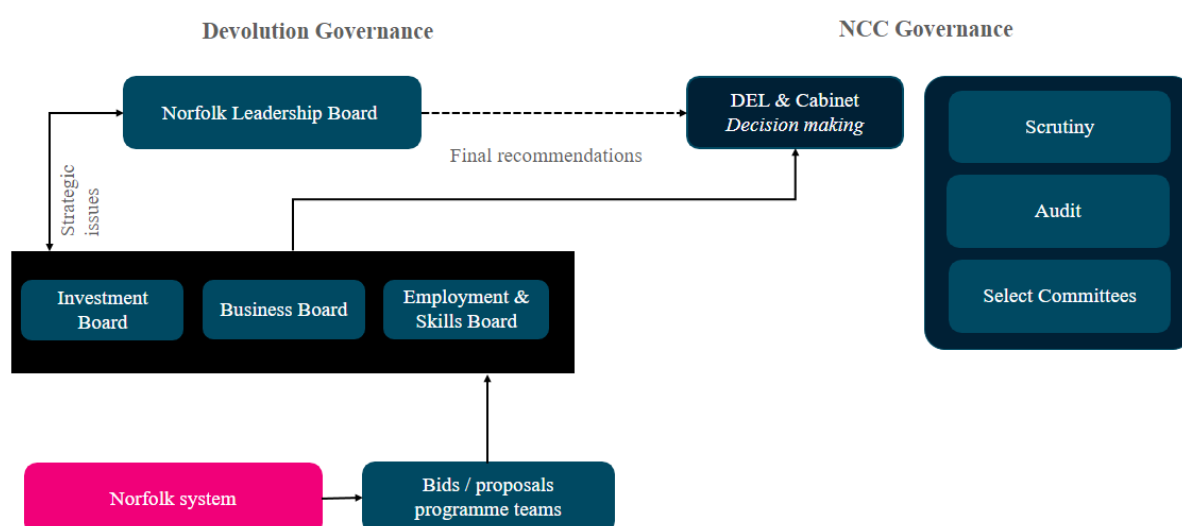 Devolution Governance
NCC Governance
Norfolk Leadership Board
DEL & Cabinet
Decision making
Scrutiny
Final recommendations
Strategic
issues
Audit
Investment
Board
Business Board
Employment &
Skills Board
Select Committees
Norfolk system
Bids / proposals
programme teams